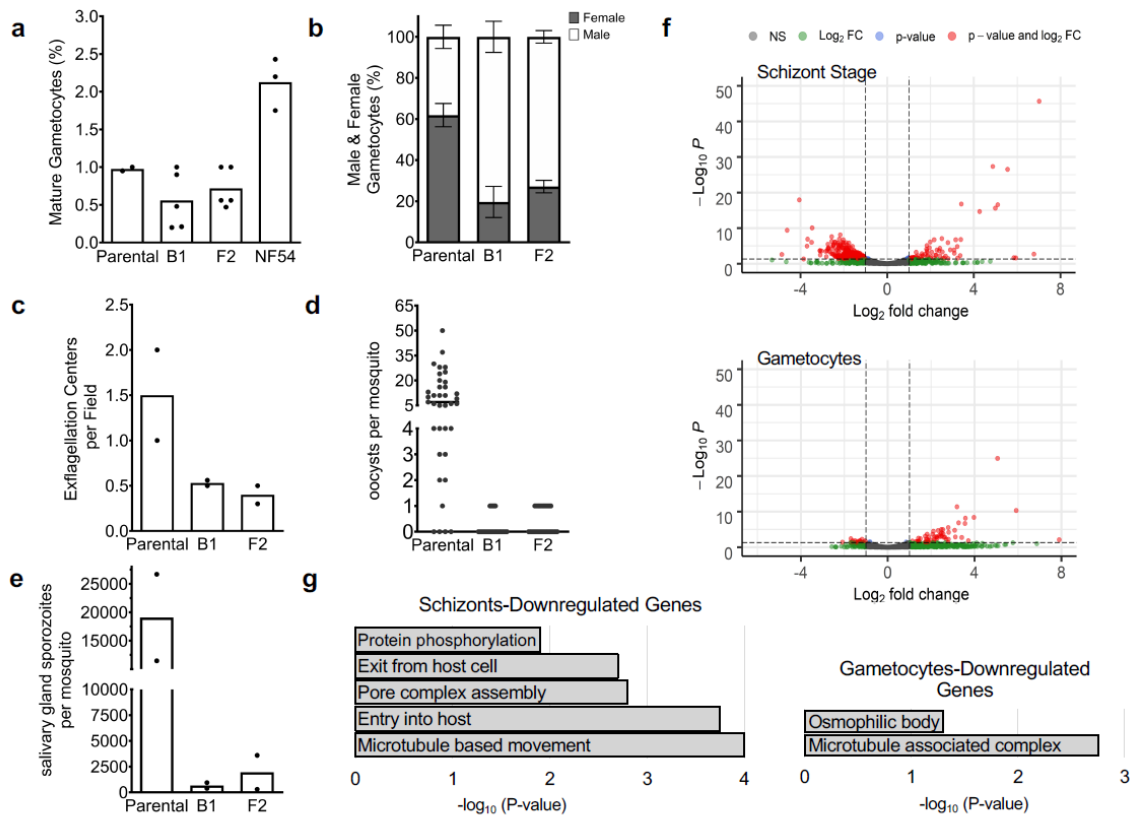 a
3.0
2.5
2.0
1.5
1.0
0.5
0.0
Mature Gametocytes (%)
Parental B1 F2 NF54
b
Female
Male
100
80
60
40
20
0
Male & Female
Gametocytes (%)
Parental B1 F2
c
2.5
2.0
1.5
1.0
0.5
0.0
Exflagellation Centers
per Field
Parental B1 F2
d
65
50
35
20
5
4
3
2
1
0
oocysts per mosquito
Parental B1 F2
e
25000
20000
15000
10000
10000
7500
5000
2500
0
salivary gland sporozoites
per mosquito
Parental B1 F2
f
NS Log2 FC p-value p − value and log2 FC
Schizont Stage
50
40
30
20
10
0
−Log10 P
-4 0 4 8
Log2 fold change
Gametocytes
50
40
30
20
10
0
−Log10 P
-4 0 4 8
Log2 fold change
g
Schizonts-Downregulated Genes
Protein phosphorylation
Exit from host cell
Pore complex assembly
Entry into host
Microtubule based movement
0 1 2 3 4
-log10 (P-value)
Gametocytes-Downregulated
Genes
Osmophilic body
Microtubule associated complex
0 1 2 3
-log10 (P-value)